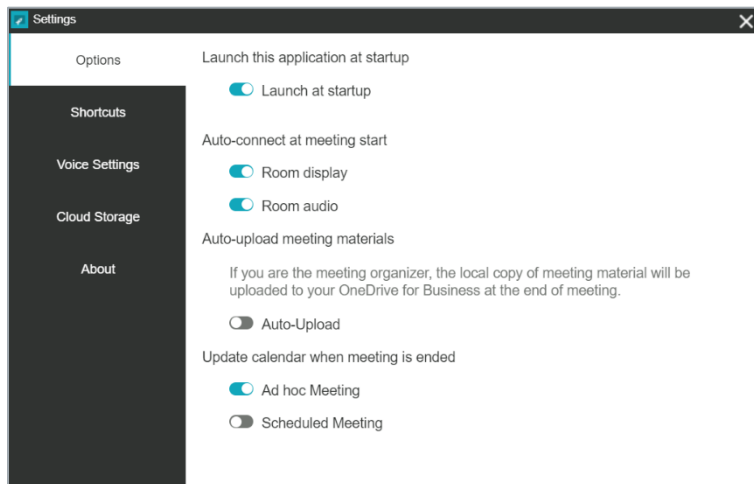 Settings
Options
Shortcuts
Voice Settings
Cloud Storage
About
Launch this application at startup
Launch at startup
Auto-connect at meeting start
Room display
Room audio
Auto-upload meeting materials
If you are the meeting organizer, the local copy of meeting material will be
uploaded to your OneDrive for Business at the end of meeting.
Auto-Upload
Update calendar when meeting is ended
Ad hoc Meeting
Scheduled Meeting